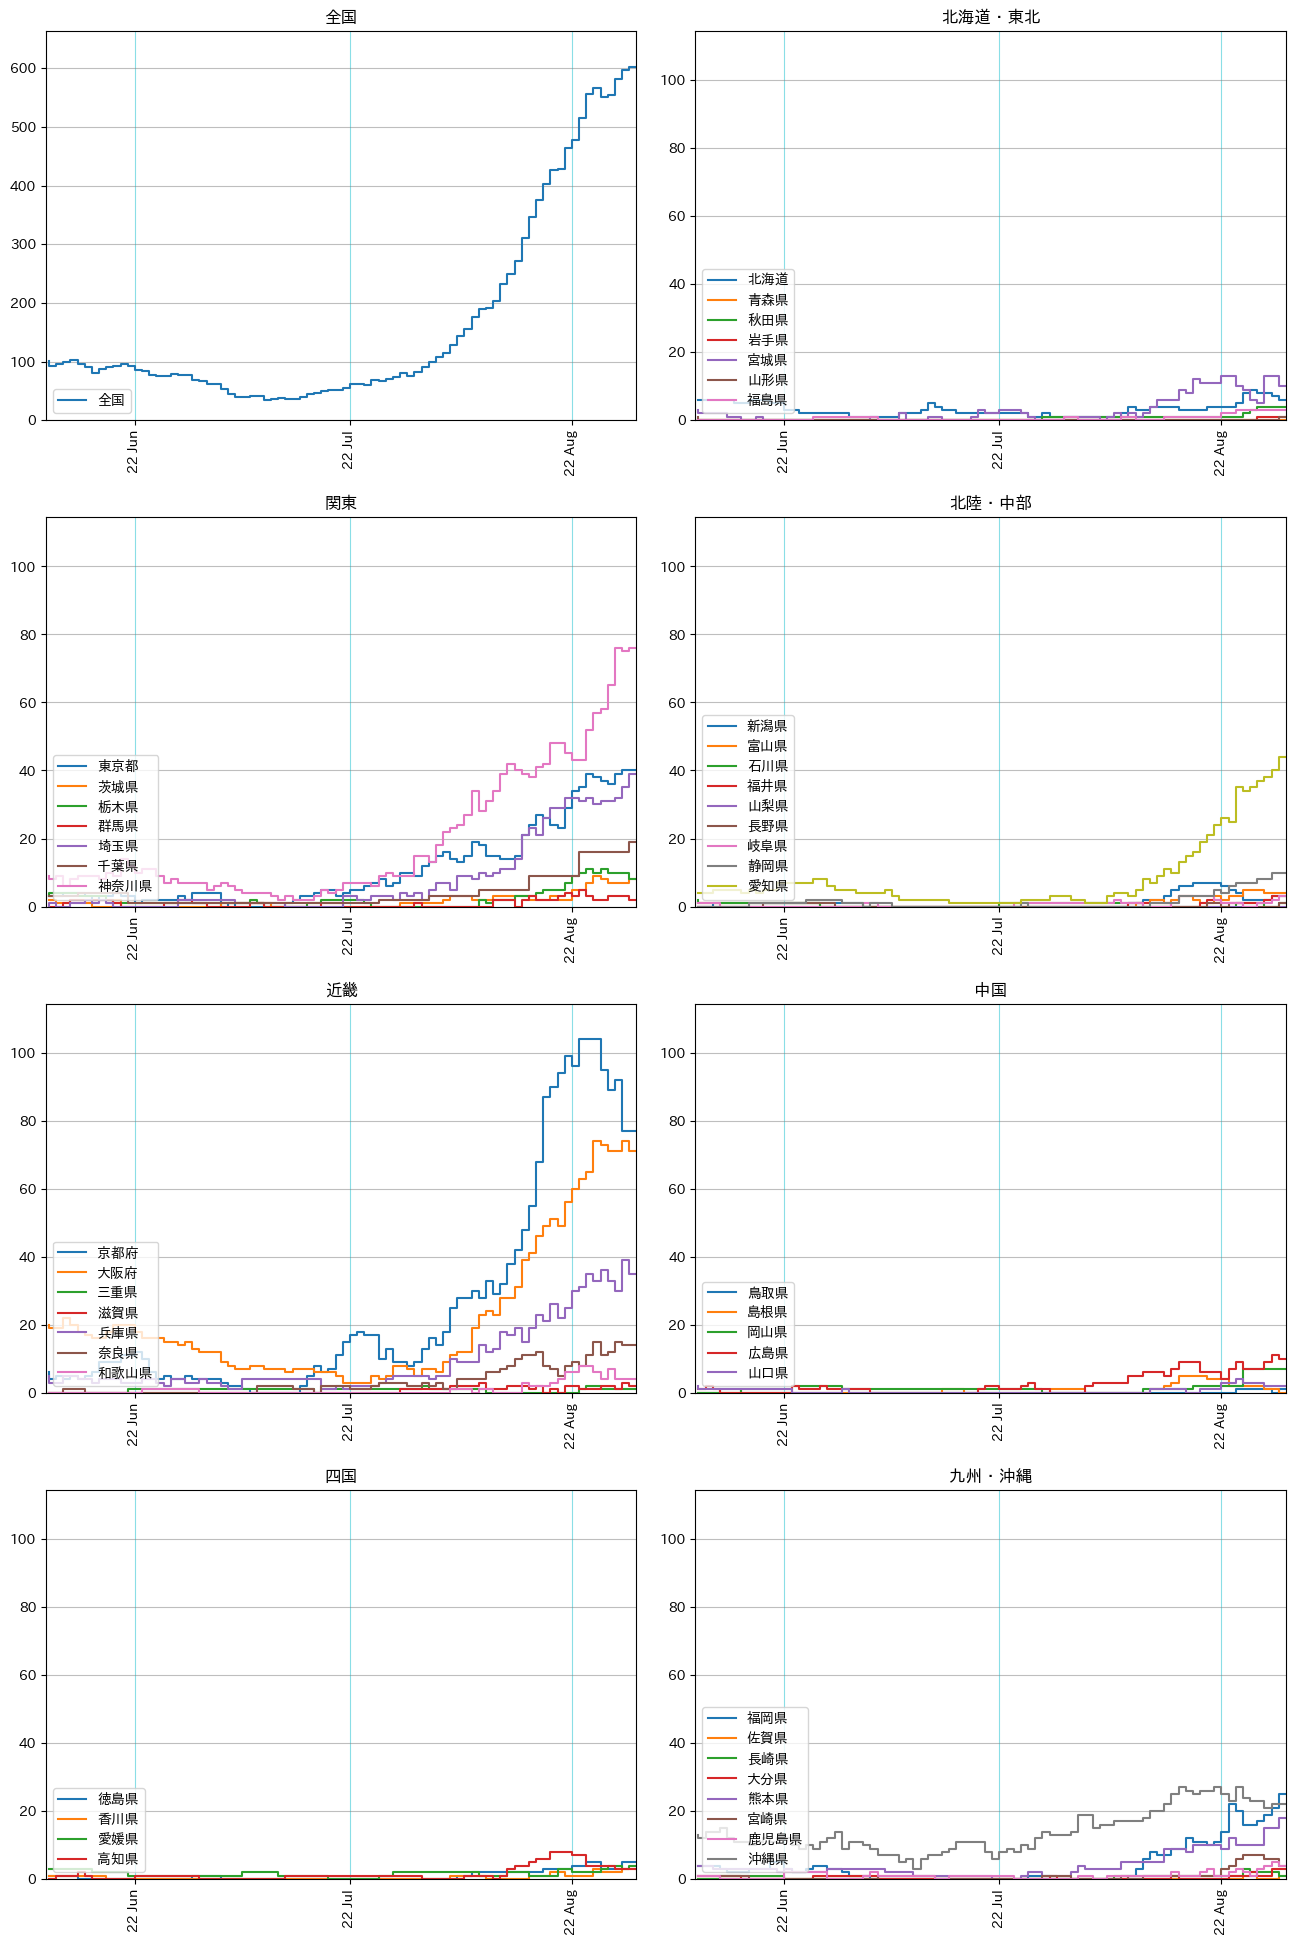 全国
600
500
400
300
200
100
0
全国
22 Jun
22 Jul
22 Aug
北海道・東北
100
80
60
40
20
0
北海道
青森県
秋田県
岩手県
宮城県
山形県
福島県
22 Jun
22 Jul
22 Aug
関東
100
80
60
40
20
0
東京都
茨城県
栃木県
群馬県
埼玉県
千葉県
神奈川県
22 Jun
22 Jul
22 Aug
北陸・中部
100
80
60
40
20
0
新潟県
富山県
石川県
福井県
山梨県
長野県
岐阜県
静岡県
愛知県
22 Jun
22 Jul
22 Aug
近畿
100
80
60
40
20
0
京都府
大阪府
三重県
滋賀県
兵庫県
奈良県
和歌山県
22 Jun
22 Jul
22 Aug
中国
100
80
60
40
20
0
鳥取県
島根県
岡山県
広島県
山口県
22 Jun
22 Jul
22 Aug
四国
100
80
60
40
20
0
徳島県
香川県
愛媛県
高知県
22 Jun
22 Jul
22 Aug
九州・沖縄
100
80
60
40
20
0
福岡県
佐賀県
長崎県
大分県
熊本県
宮崎県
鹿児島県
沖縄県
22 Jun
22 Jul
22 Aug